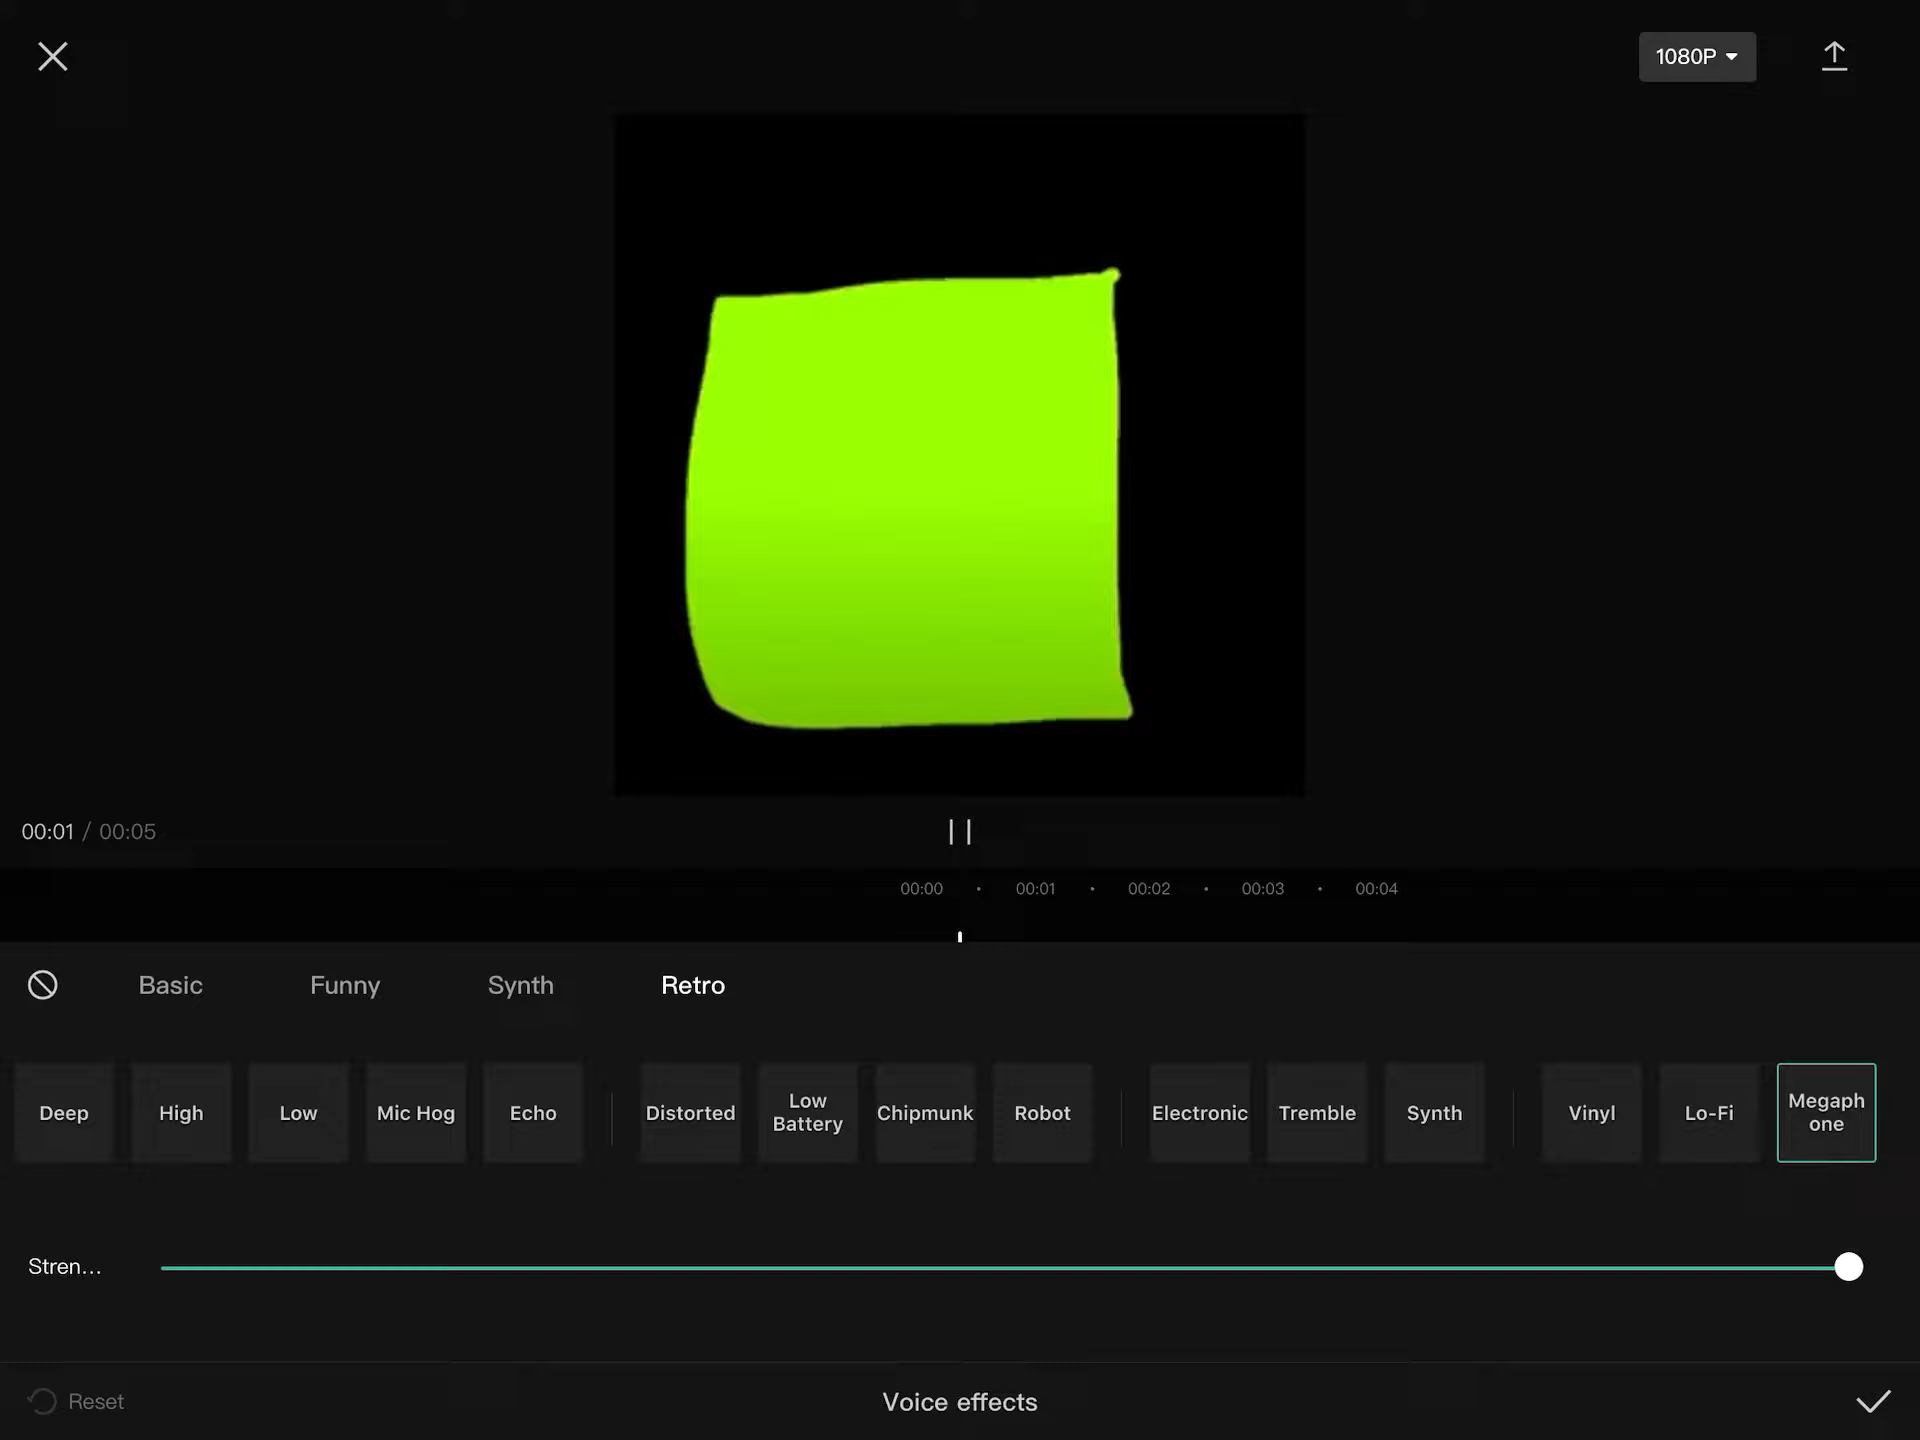 1080P
00:01 / 00:05
00:00 00:01 00:02 00:03 00:04
Basic Funny Synth Retro
Deep High Low Mic Hog Echo Distorted Low Battery Chipmunk Robot Electronic Tremble Synth Vinyl Lo-Fi Megaph
one
Stren...
Reset Voice effects